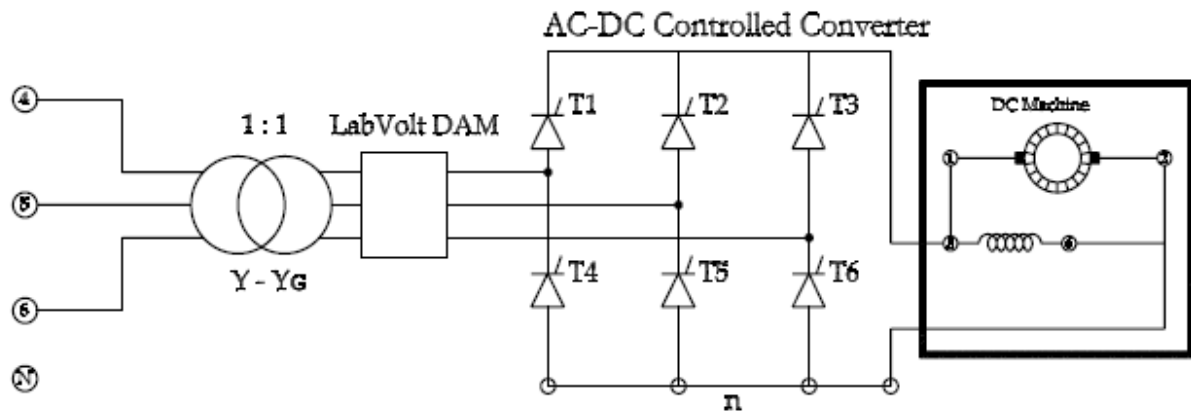 AC-DC Controlled Converter
4
1 : 1
LabVolt DAM
T1
T2
T3
DC Machine
1
2
5
6
Y - YG
T4
T5
T6
6
N
n